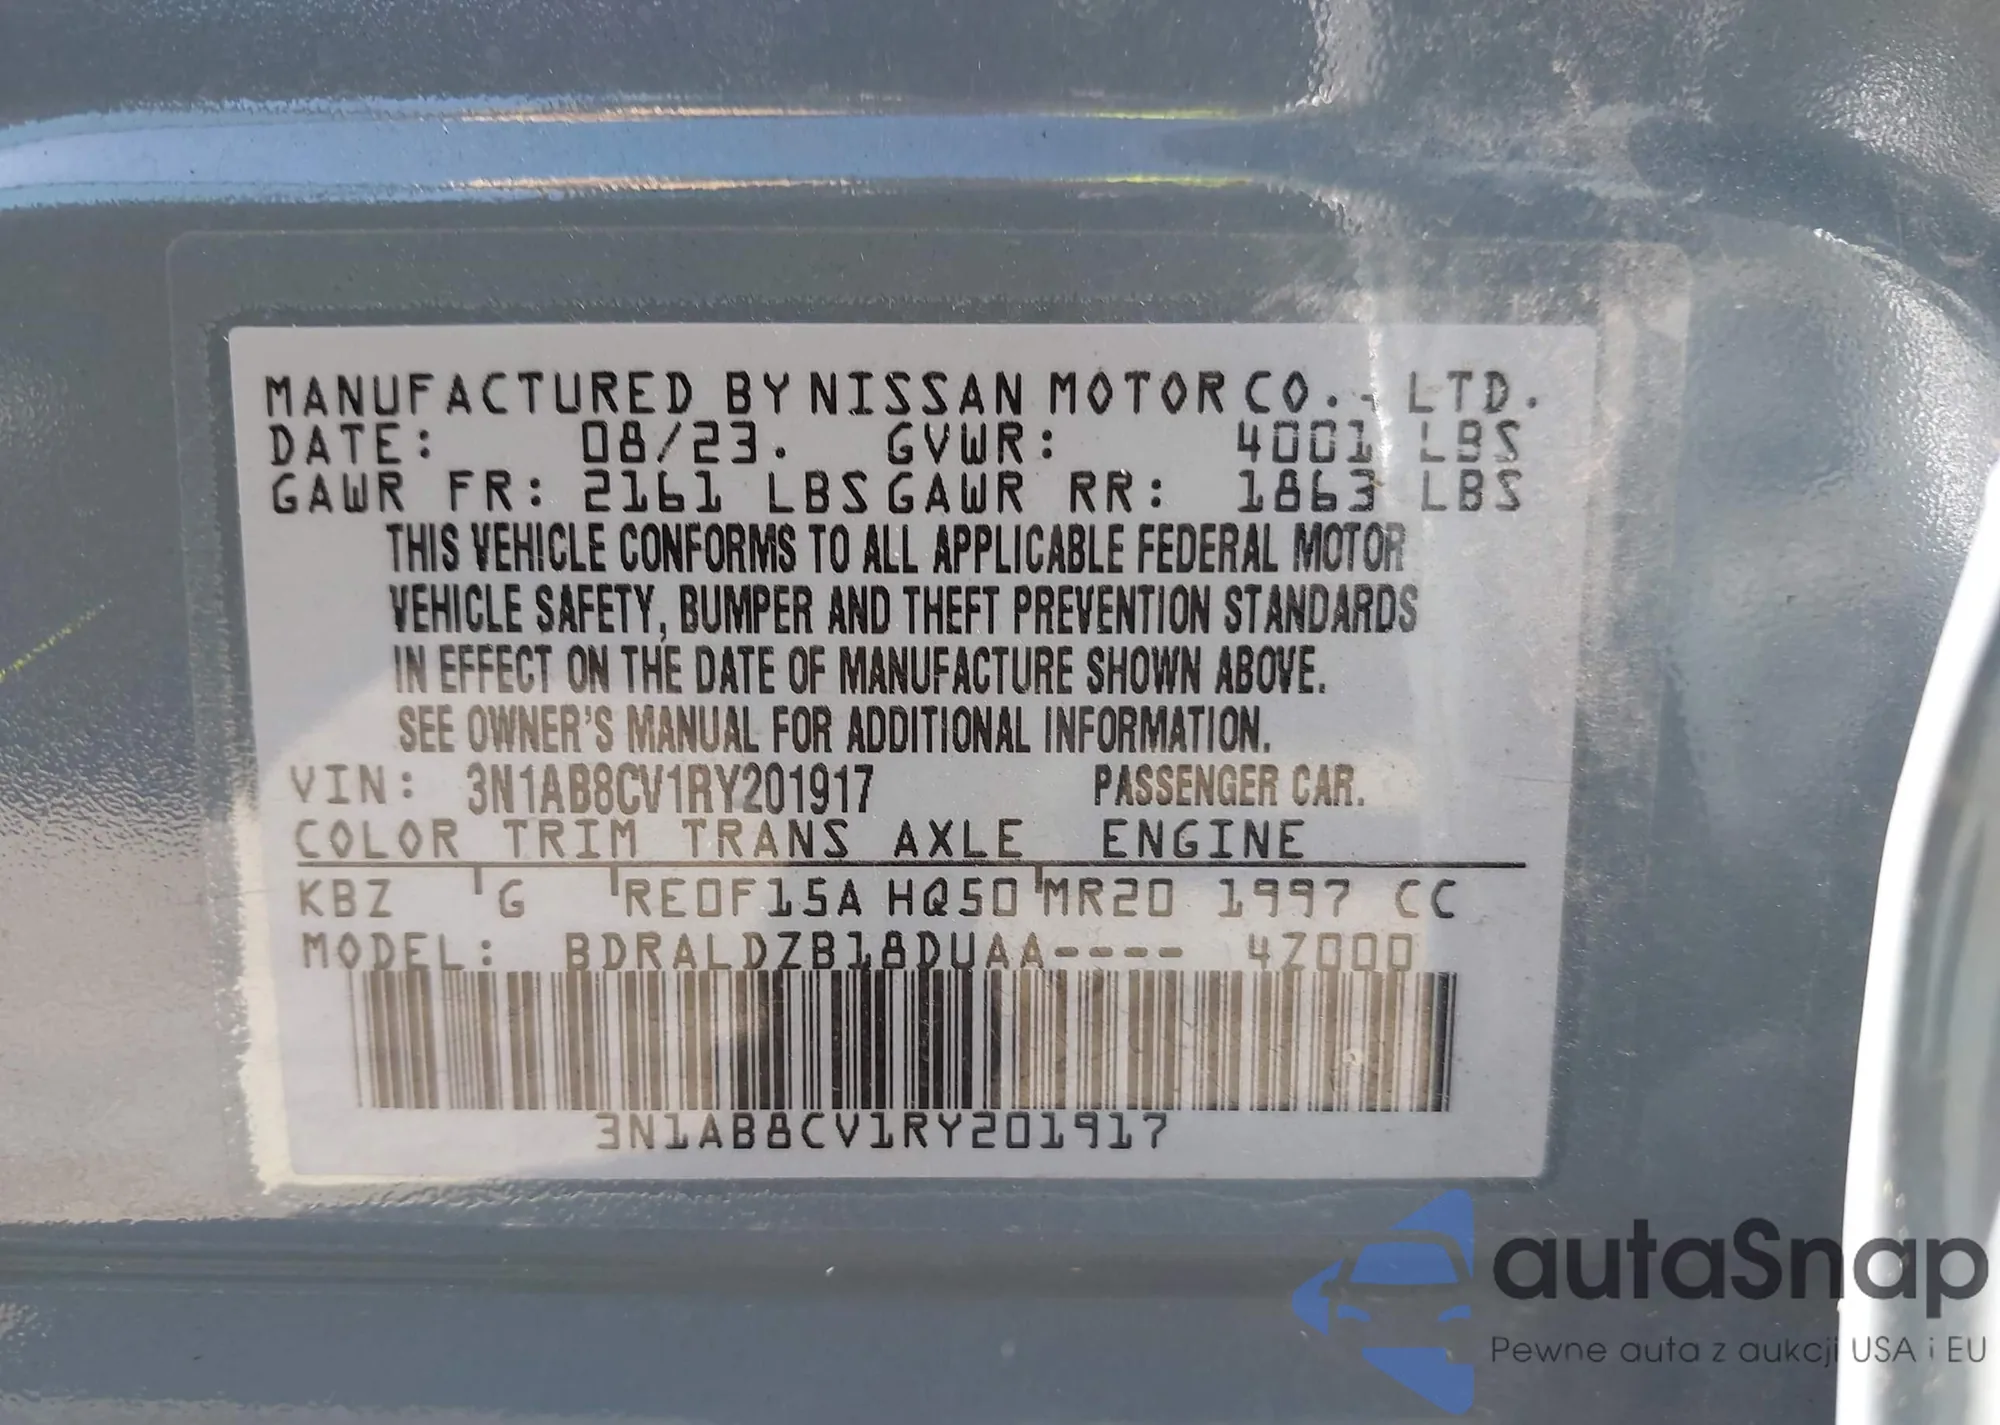 MANUFACTURED BY NISSAN MOTOR CO., LTD.
DATE: 08/23. GVWR: 4001 LBS
GAWR FR: 2161 LBS GAWR RR: 1863 LBS
THIS VEHICLE CONFORMS TO ALL APPLICABLE FEDERAL MOTOR
VEHICLE SAFETY, BUMPER AND THEFT PREVENTION STANDARDS
IN EFFECT ON THE DATE OF MANUFACTURE SHOWN ABOVE.
SEE OWNER'S MANUAL FOR ADDITIONAL INFORMATION.
VIN: 3N1AB8CV1RY201917 PASSENGER CAR.
COLOR TRIM TRANS AXLE ENGINE
KBZ G RE0F15A HQ50 MR20 1997 CC
MODEL: BDRALDZB18DUAA---- 4Z000
3N1AB8CV1RY201917
autaSnap
Pewne auta z aukcji USA i EU